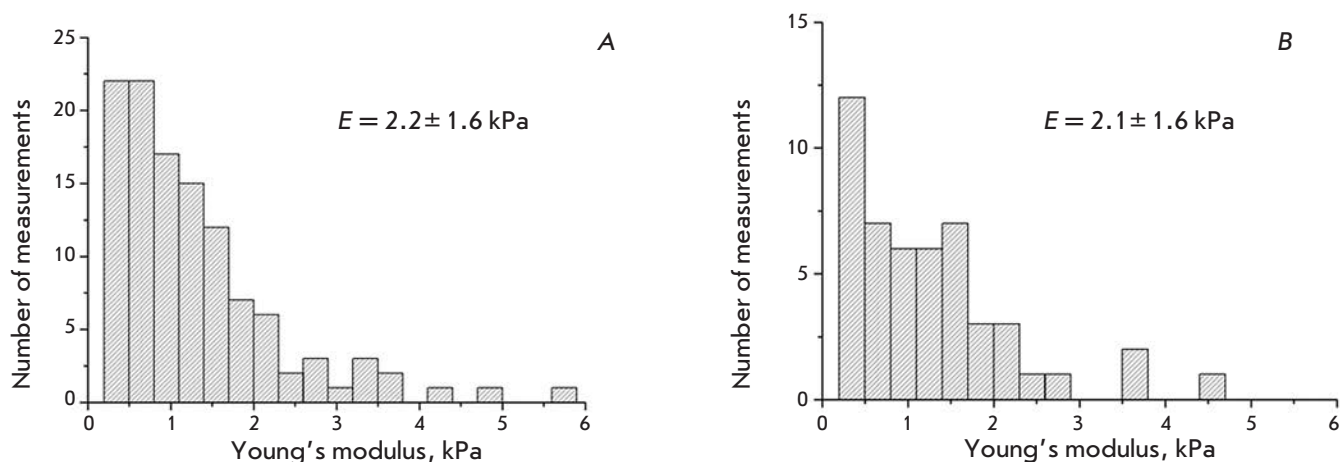 A
E = 2.2± 1.6 kPa
Number of measurements
25
20
15
10
5
0
0 1 2 3 4 5 6
Young's modulus, kPa
B
E = 2.1± 1.6 kPa
Number of measurements
15
10
5
0
0 1 2 3 4 5 6
Young's modulus, kPa